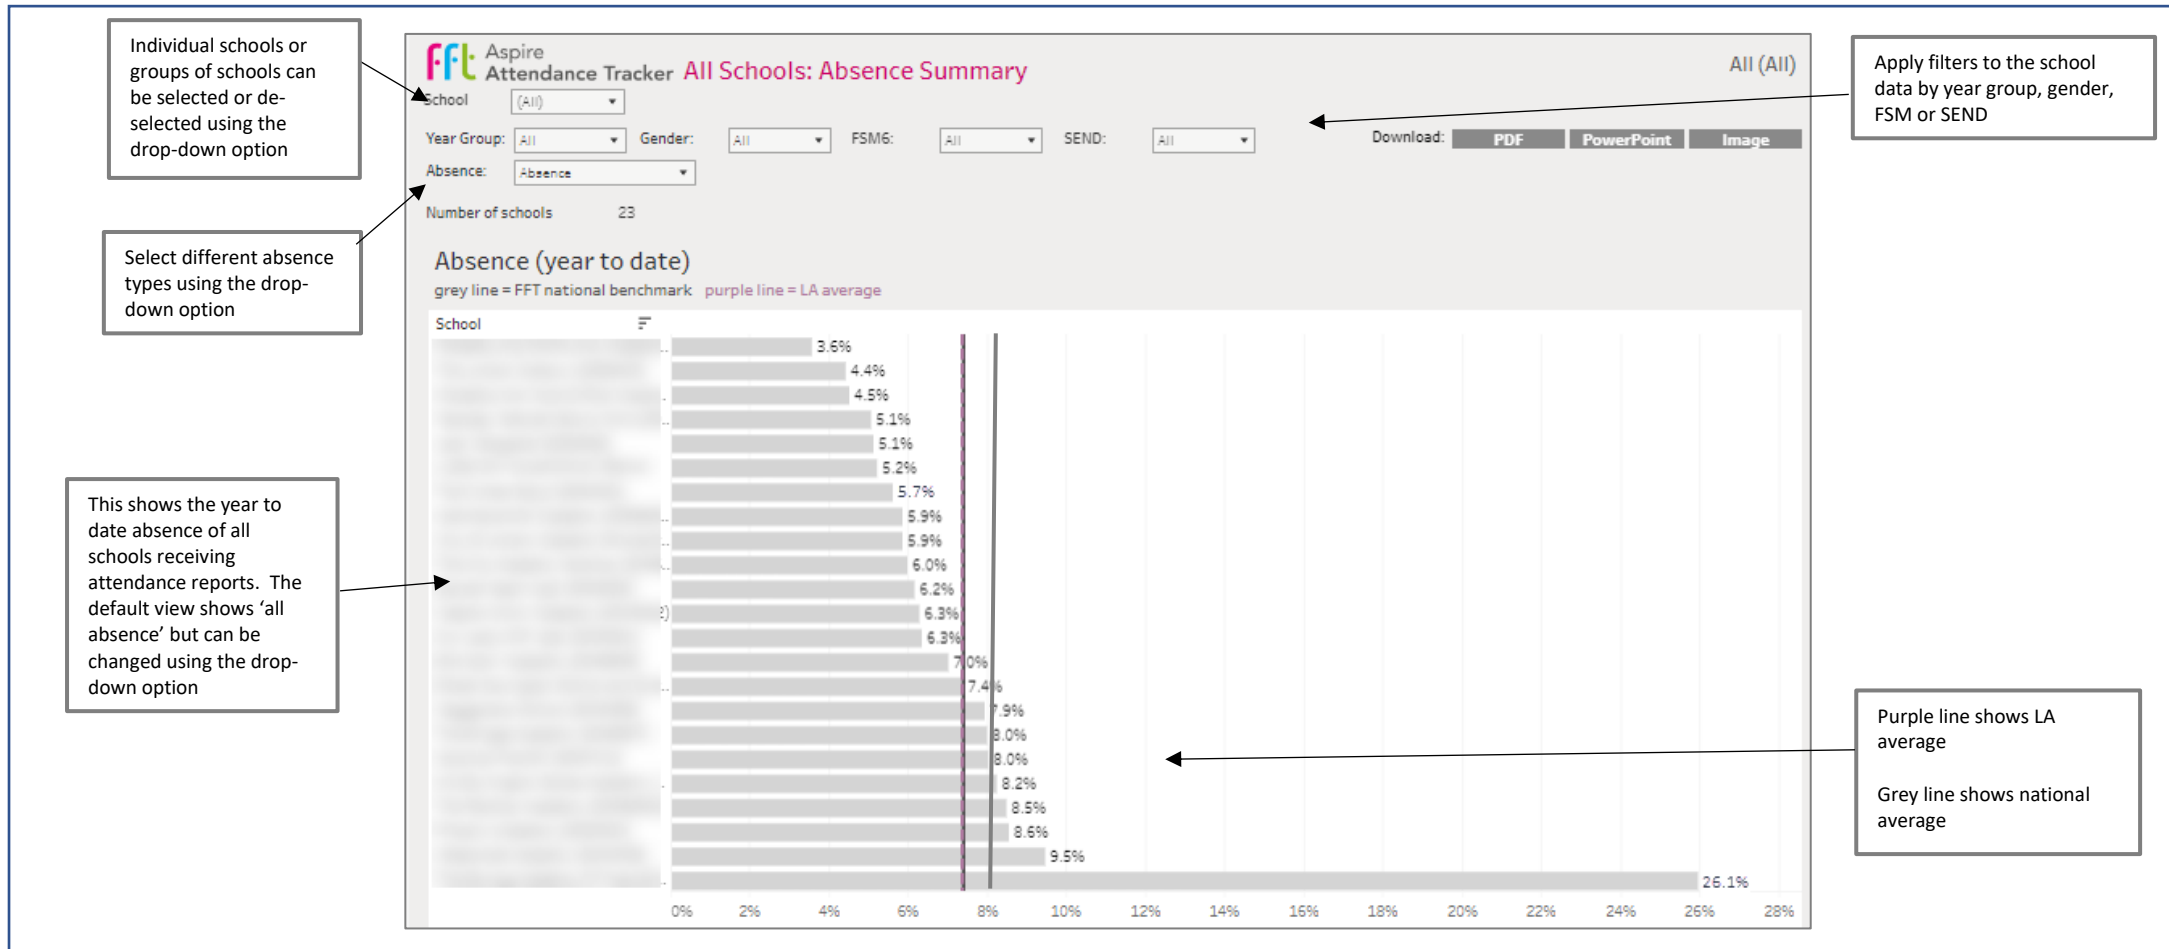 Individual schools or
groups of schools can
be selected or de-
selected using the
drop-down option
Select different absence
types using the drop-
down option
This shows the year to
date absence of all
schools receiving
attendance reports.  The
default view shows ‘all
absence’ but can be
changed using the drop-
down option
fft Aspire
Attendance Tracker All Schools: Absence Summary
All (All)
School (All)
Year Group: All Gender: All FSM6: All SEND: All
Download: PDF PowerPoint Image
Absence: Absence
Number of schools 23
Absence (year to date)
grey line = FFT national benchmark purple line = LA average
School
3.6%
4.4%
4.5%
5.1%
5.1%
5.2%
5.7%
5.9%
5.9%
6.0%
6.2%
6.3%
6.3%
7.0%
7.4%
7.9%
8.0%
8.0%
8.2%
8.5%
8.6%
9.5%
26.1%
0% 2% 4% 6% 8% 10% 12% 14% 16% 18% 20% 22% 24% 26% 28%
Apply filters to the school
data by year group, gender,
FSM or SEND
Purple line shows LA
average
Grey line shows national
average